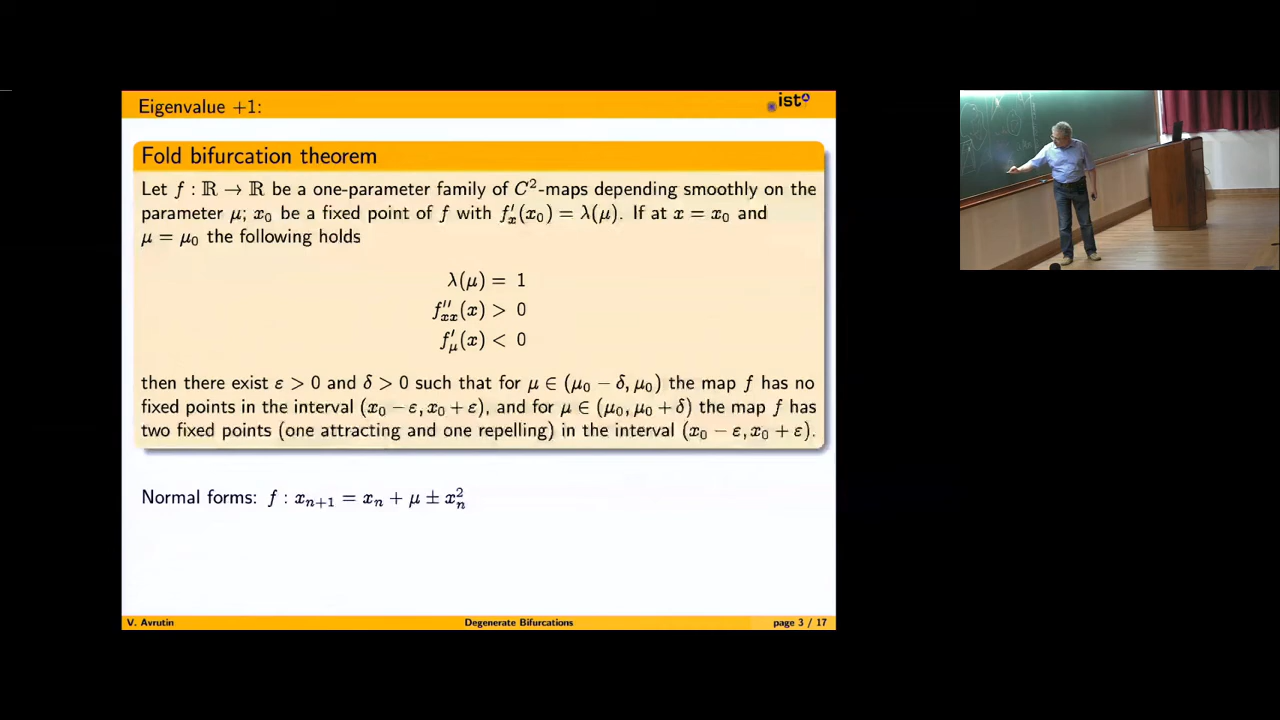 Eigenvalue +1:
ist
Fold bifurcation theorem
Let f : ℝ → ℝ be a one-parameter family of C²-maps depending smoothly on the
parameter μ; x₀ be a fixed point of f with f′ₓ(x₀) = λ(μ). If at x = x₀ and
μ = μ₀ the following holds
λ(μ) = 1
f″ₓₓ(x) > 0
f′_μ(x) < 0
then there exist ε > 0 and δ > 0 such that for μ ∈ (μ₀ − δ, μ₀) the map f has no
fixed points in the interval (x₀ − ε, x₀ + ε), and for μ ∈ (μ₀, μ₀ + δ) the map f has
two fixed points (one attracting and one repelling) in the interval (x₀ − ε, x₀ + ε).
Normal forms: f : xₙ₊₁ = xₙ + μ ± xₙ²
V. Avrutin
Degenerate Bifurcations
page 3 / 17